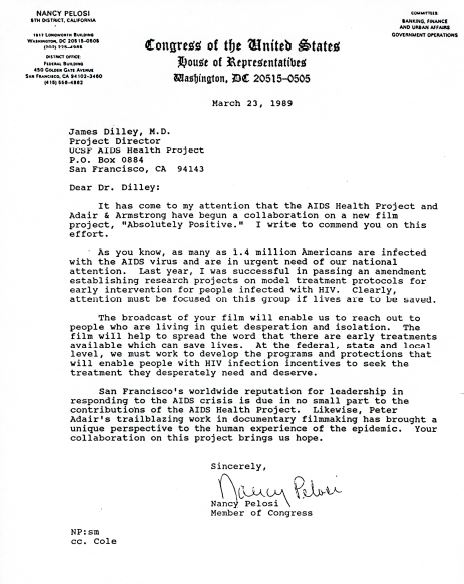 NANCY PELOSI
5TH DISTRICT, CALIFORNIA
1517 LONGWORTH BUILDING
WASHINGTON, DC 20515-0505
(202) 225-4965
DISTRICT OFFICE:
FEDERAL BUILDING
450 GOLDEN GATE AVENUE
SAN FRANCISCO, CA 94102-3460
(415) 556-4862
COMMITTEES:
BANKING, FINANCE
AND URBAN AFFAIRS
GOVERNMENT OPERATIONS
Congress of the United States
House of Representatives
Washington, DC 20515-0505
March 23, 1989
James Dilley, M.D.
Project Director
UCSF AIDS Health Project
P.O. Box 0884
San Francisco, CA 94143
Dear Dr. Dilley:
It has come to my attention that the AIDS Health Project and
Adair & Armstrong have begun a collaboration on a new film
project, "Absolutely Positive." I write to commend you on this
effort.
As you know, as many as 1.4 million Americans are infected
with the AIDS virus and are in urgent need of our national
attention. Last year, I was successful in passing an amendment
establishing research projects on model treatment protocols for
early intervention for people infected with HIV. Clearly,
attention must be focused on this group if lives are to be saved.
The broadcast of your film will enable us to reach out to
people who are living in quiet desperation and isolation. The
film will help to spread the word that there are early treatments
available which can save lives. At the federal, state and local
level, we must work to develop the programs and protections that
will enable people with HIV infection incentives to seek the
treatment they desperately need and deserve.
San Francisco's worldwide reputation for leadership in
responding to the AIDS crisis is due in no small part to the
contributions of the AIDS Health Project. Likewise, Peter
Adair's trailblazing work in documentary filmmaking has brought a
unique perspective to the human experience of the epidemic. Your
collaboration on this project brings us hope.
Sincerely,
Nancy Pelosi
Nancy Pelosi
Member of Congress
NP:sm
cc. Cole